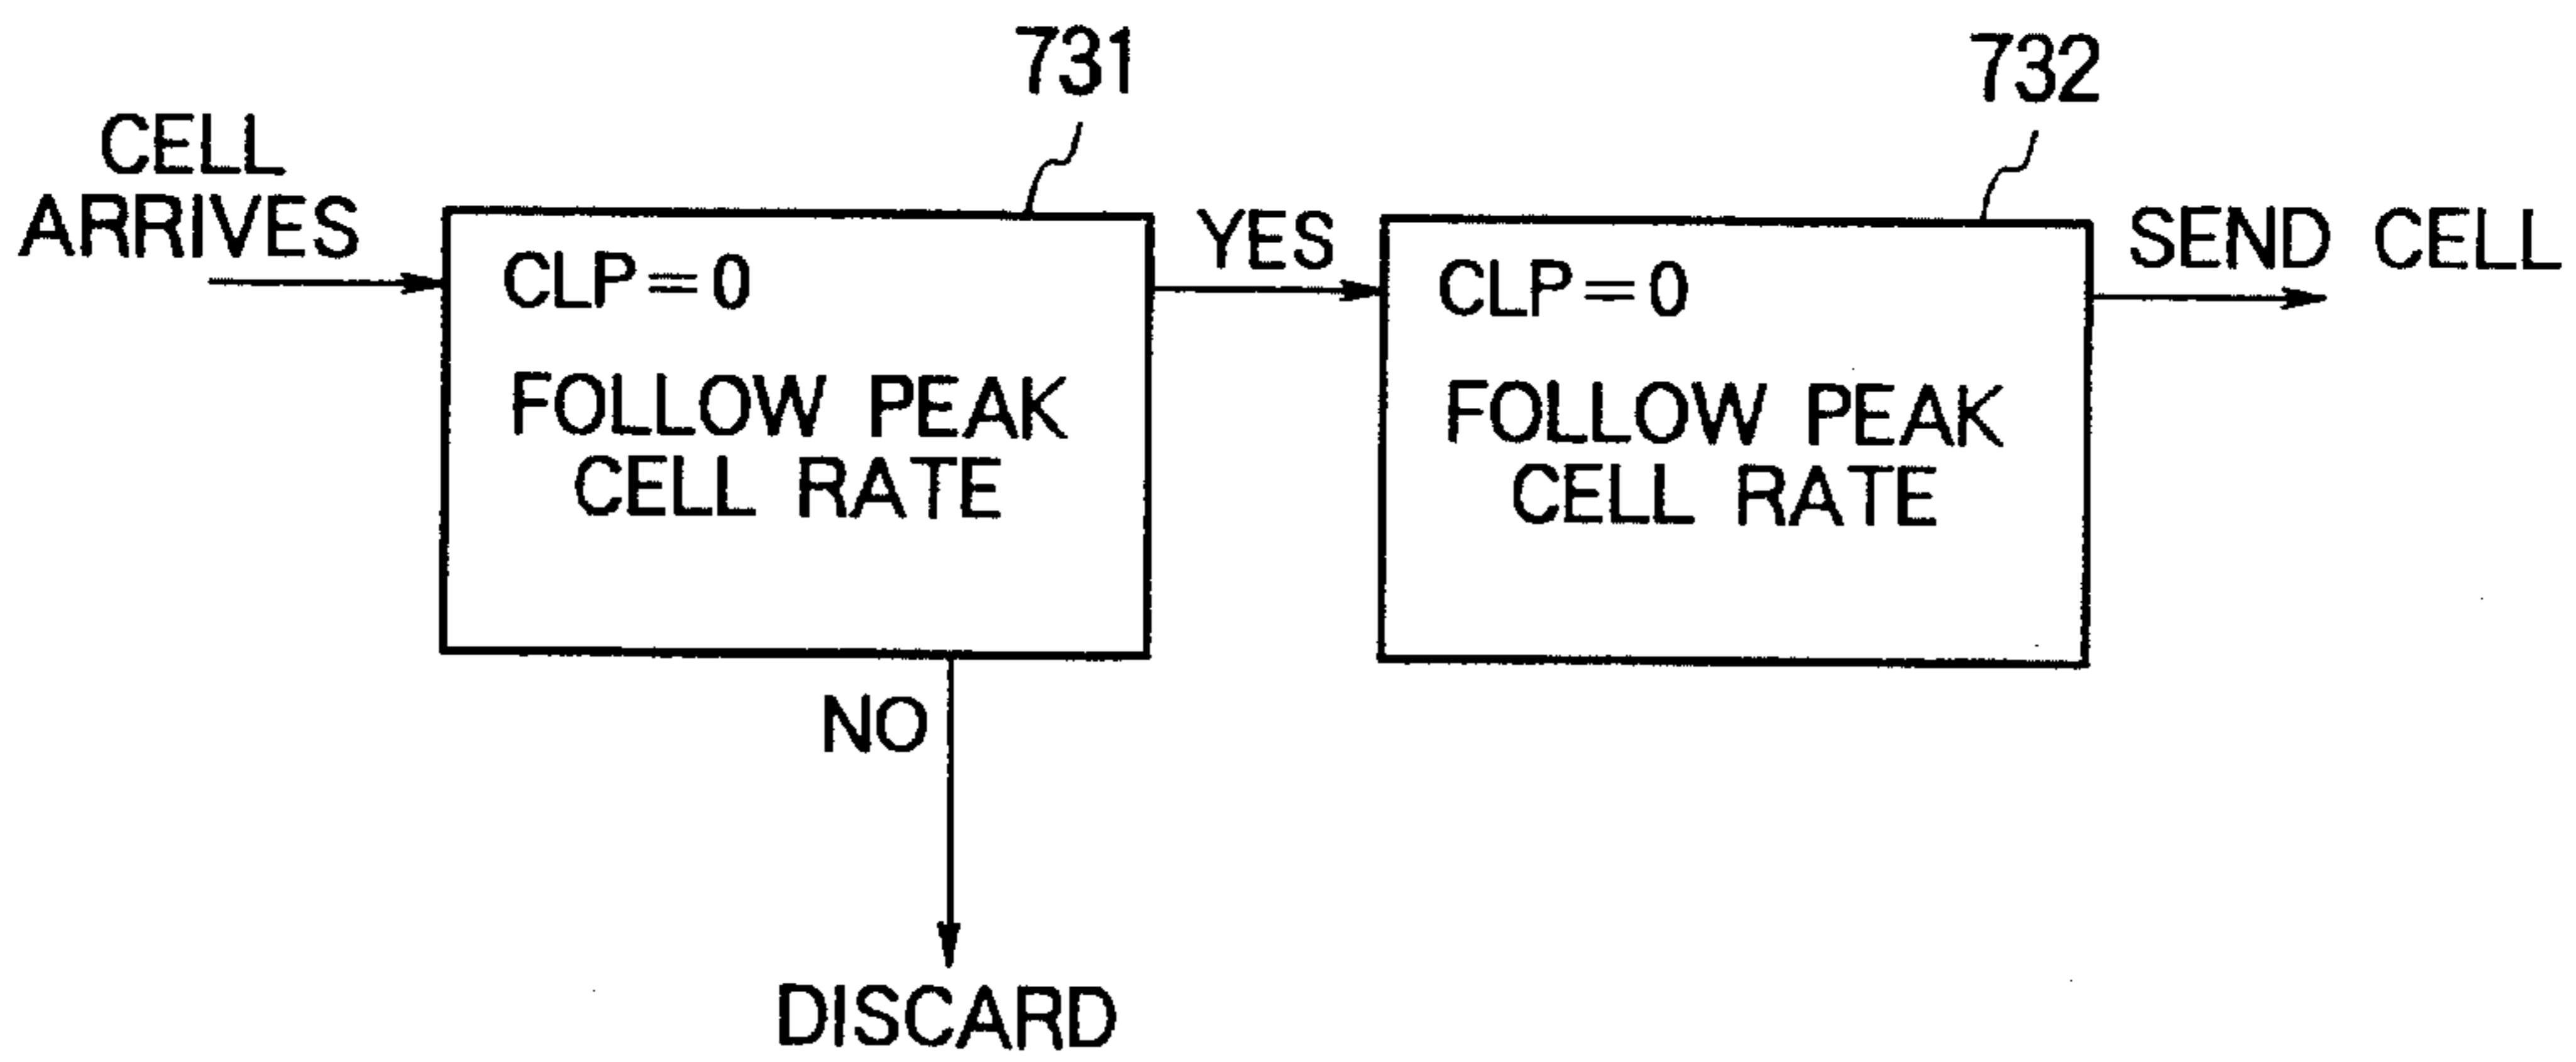 731
732
CELL
ARRIVES
CLP=0
FOLLOW PEAK
CELL RATE
YES
CLP=0
FOLLOW PEAK
CELL RATE
SEND CELL
NO
DISCARD